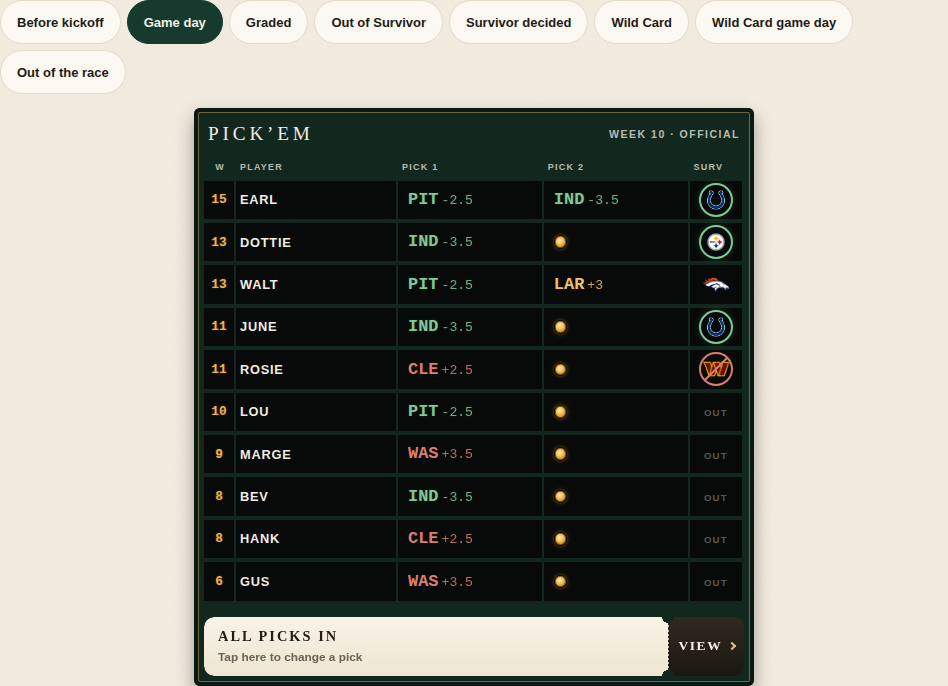 Before kickoff Game day Graded Out of Survivor Survivor decided Wild Card Wild Card game day
Out of the race
PICK’EM WEEK 10 · OFFICIAL
W PLAYER PICK 1 PICK 2 SURV
15 EARL PIT -2.5 IND -3.5
13 DOTTIE IND -3.5
13 WALT PIT -2.5 LAR +3
11 JUNE IND -3.5
11 ROSIE CLE +2.5 W
10 LOU PIT -2.5 OUT
9 MARGE WAS +3.5 OUT
8 BEV IND -3.5 OUT
8 HANK CLE +2.5 OUT
6 GUS WAS +3.5 OUT
ALL PICKS IN
VIEW ›
Tap here to change a pick